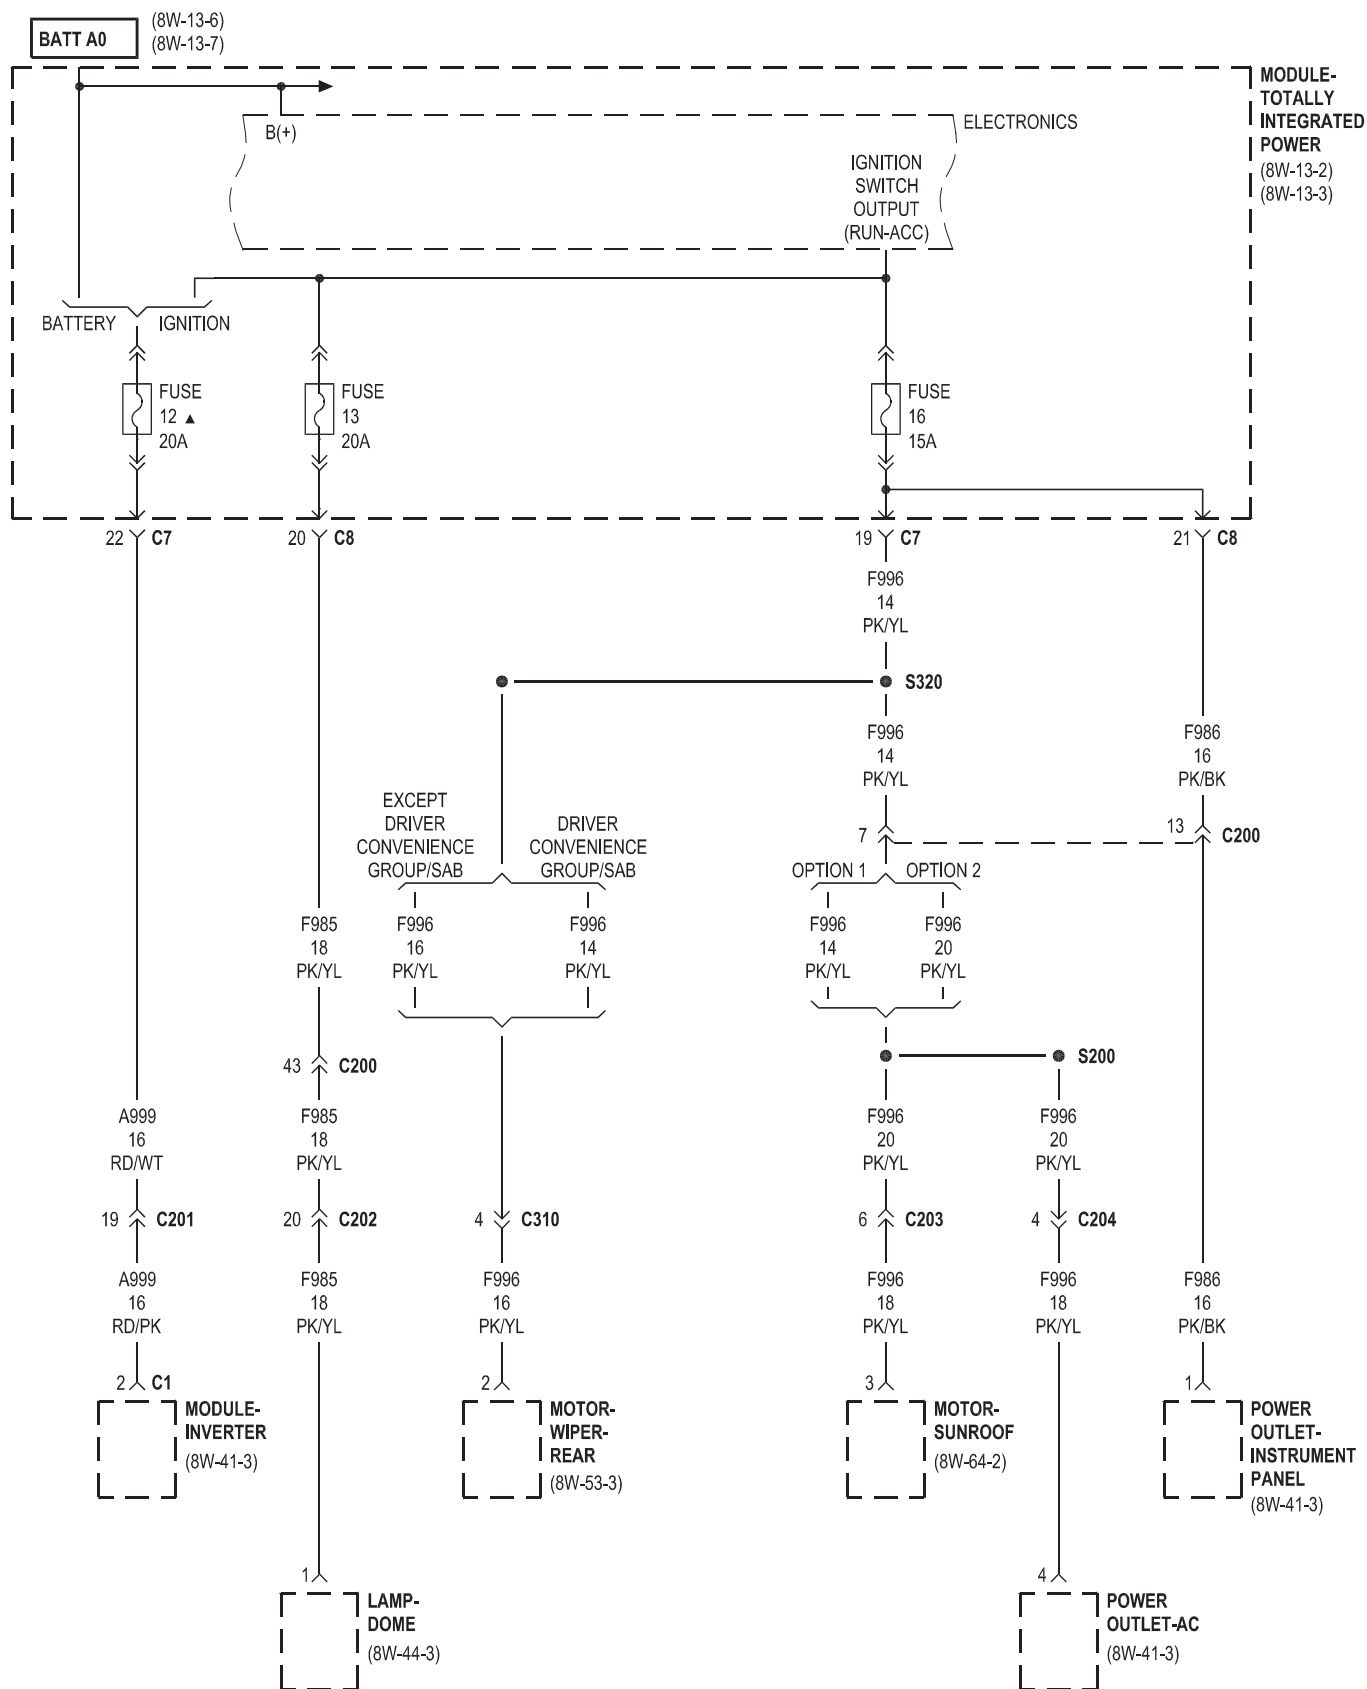 BATT A0
(8W-13-6)
(8W-13-7)
MODULE-
TOTALLY
INTEGRATED
POWER
(8W-13-2)
(8W-13-3)
B(+)
ELECTRONICS
IGNITION
SWITCH
OUTPUT
(RUN-ACC)
BATTERY
IGNITION
FUSE
12 ▲
20A
FUSE
13
20A
FUSE
16
15A
22
C7
20
C8
19
C7
21
C8
F996
14
PK/YL
S320
F996
14
PK/YL
F986
16
PK/BK
7
13
C200
EXCEPT
DRIVER
CONVENIENCE
GROUP/SAB
DRIVER
CONVENIENCE
GROUP/SAB
OPTION 1
OPTION 2
F985
18
PK/YL
F996
16
PK/YL
F996
14
PK/YL
F996
14
PK/YL
F996
20
PK/YL
43
C200
S200
A999
16
RD/WT
F985
18
PK/YL
F996
20
PK/YL
F996
20
PK/YL
19
C201
20
C202
4
C310
6
C203
4
C204
A999
16
RD/PK
F985
18
PK/YL
F996
16
PK/YL
F996
18
PK/YL
F996
18
PK/YL
F986
16
PK/BK
2
C1
2
3
1
MODULE-
INVERTER
(8W-41-3)
MOTOR-
WIPER-
REAR
(8W-53-3)
MOTOR-
SUNROOF
(8W-64-2)
POWER
OUTLET-
INSTRUMENT
PANEL
(8W-41-3)
1
4
LAMP-
DOME
(8W-44-3)
POWER
OUTLET-AC
(8W-41-3)